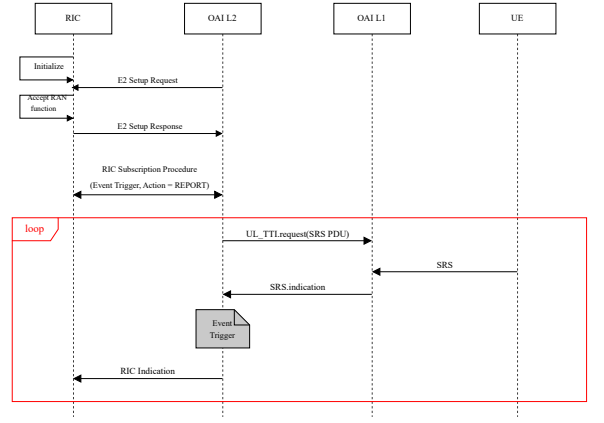 RIC
OAI L2
OAI L1
UE
Initialize
E2 Setup Request
Accept RAN
function
E2 Setup Response
RIC Subscription Procedure
(Event Trigger, Action = REPORT)
loop
UL_TTI.request(SRS PDU)
SRS
SRS.indication
Event
Trigger
RIC Indication